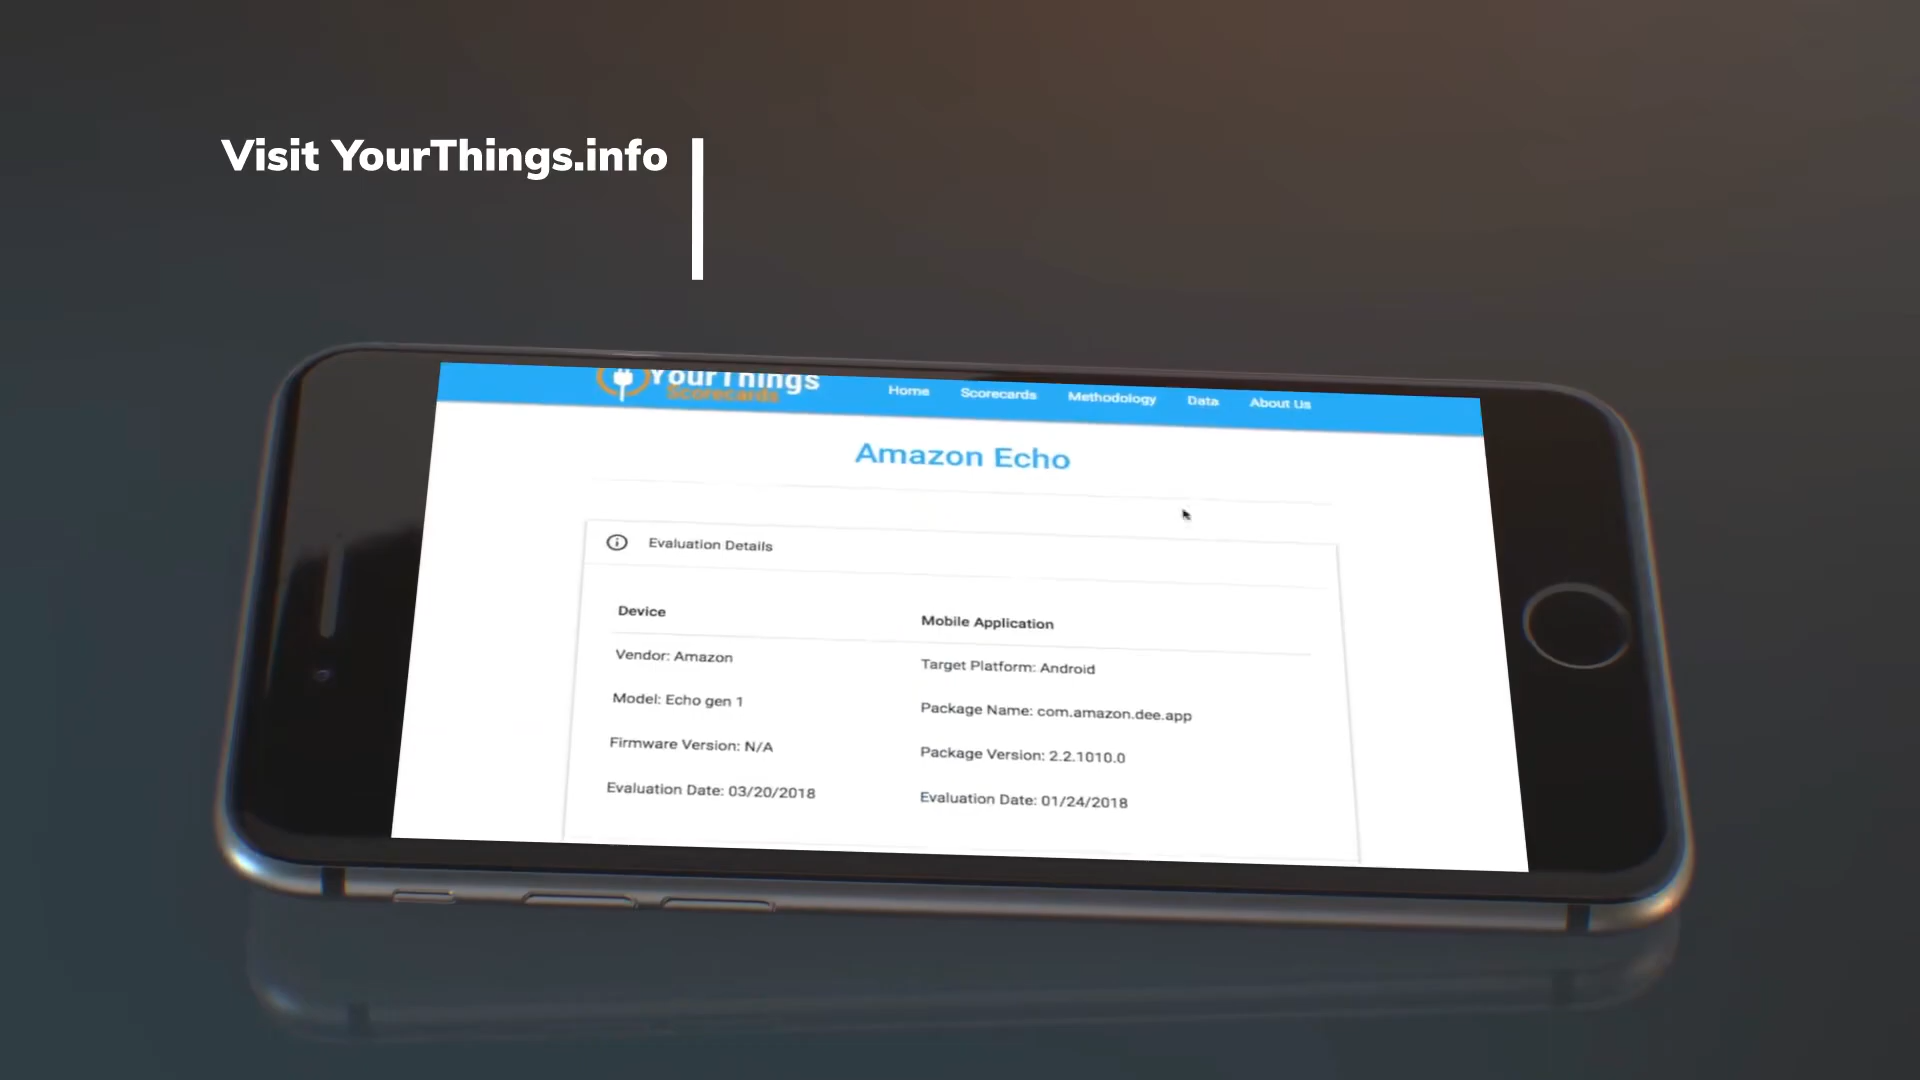 Visit YourThings.info
YourThings
Scorecards
Home Scorecards Methodology Data About Us
Amazon Echo
Evaluation Details
Device Mobile Application
Vendor: Amazon Target Platform: Android
Model: Echo gen 1 Package Name: com.amazon.dee.app
Firmware Version: N/A Package Version: 2.2.1010.0
Evaluation Date: 03/20/2018 Evaluation Date: 01/24/2018